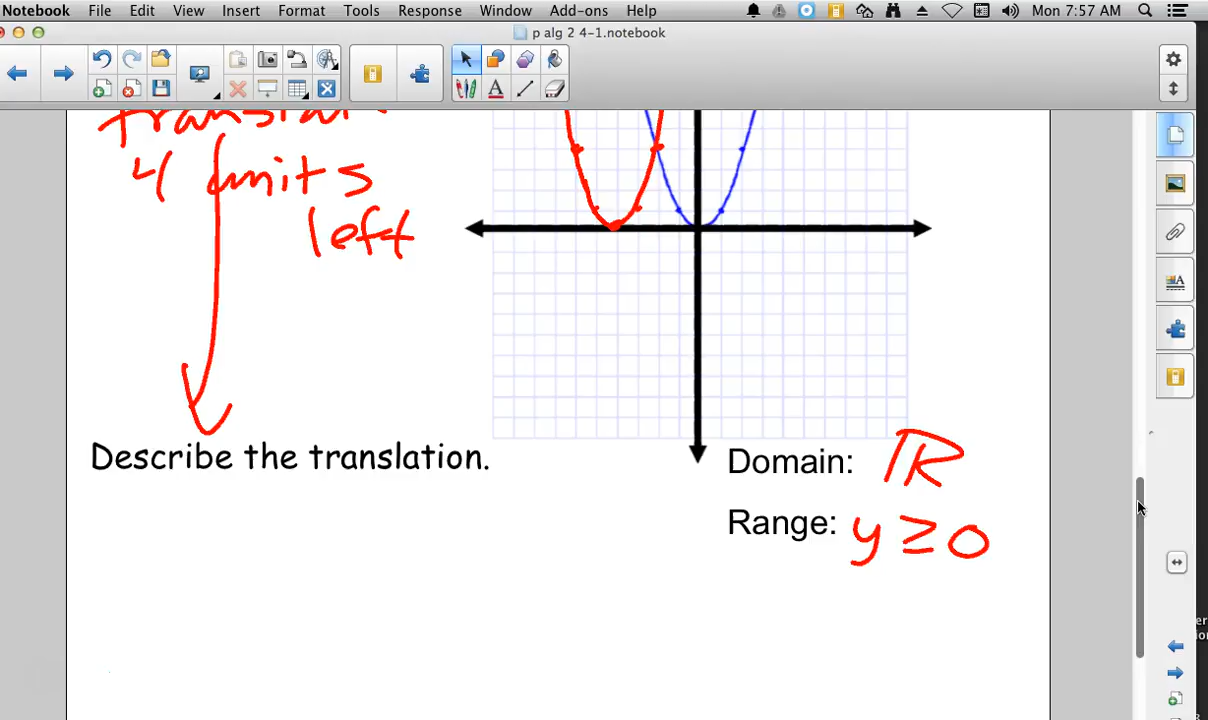 Notebook File Edit View Insert Format Tools Response Window Add-ons Help Mon 7:57 AM
p alg 2 4-1.notebook
4 units
left
Describe the translation.
Domain: ℝ
Range: y ≥ 0